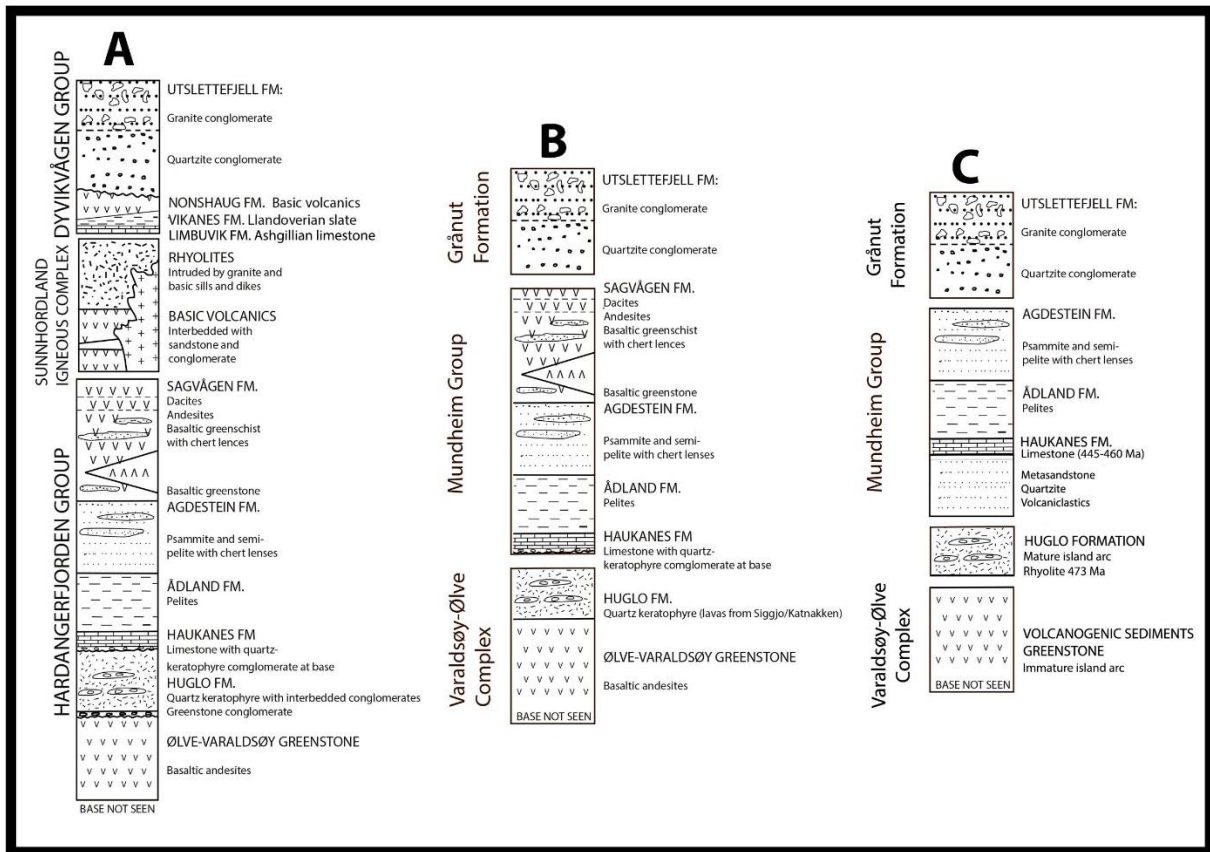 A
DYVIKVÅGEN GROUP
UTSLETTEFJELL FM:
Granite conglomerate
Quartzite conglomerate
NONSHAUG FM. Basic volcanics
VIKANES FM. Llandoverian slate
LIMBUVIK FM. Ashgillian limestone
SUNNHORDLAND
IGNEOUS COMPLEX
RHYOLITES
Intruded by granite and
basic sills and dikes
BASIC VOLCANICS
Interbedded with
sandstone and
conglomerate
HARDANGERFJORDEN GROUP
SAGVÅGEN FM.
Dacites
Andesites
Basaltic greenschist
with chert lences
Basaltic greenstone
AGDESTEIN FM.
Psammite and semi-
pelite with chert lenses
ÅDLAND FM.
Pelites
HAUKANES FM
Limestone with quartz-
keratophyre comglomerate at base
HUGLO FM.
Quartz keratophyre with interbedded conglomerates
Greenstone conglomerate
ØLVE-VARALDSØY GREENSTONE
Basaltic andesites
BASE NOT SEEN
B
Grånut
Formation
UTSLETTEFJELL FM:
Granite conglomerate
Quartzite conglomerate
Mundheim Group
SAGVÅGEN FM.
Dacites
Andesites
Basaltic greenschist
with chert lences
Basaltic greenstone
AGDESTEIN FM.
Psammite and semi-
pelite with chert lenses
ÅDLAND FM.
Pelites
HAUKANES FM
Limestone with quartz-
keratophyre comglomerate at base
Varaldsøy-Ølve
Complex
HUGLO FM.
Quartz keratophyre (lavas from Siggjo/Katnakken)
ØLVE-VARALDSØY GREENSTONE
Basaltic andesites
BASE NOT SEEN
C
Grånut
Formation
UTSLETTEFJELL FM:
Granite conglomerate
Quartzite conglomerate
Mundheim Group
AGDESTEIN FM.
Psammite and semi-
pelite with chert lenses
ÅDLAND FM.
Pelites
HAUKANES FM.
Limestone (445-460 Ma)
Metasandstone
Quartzite
Volcaniclastics
HUGLO FORMATION
Mature island arc
Rhyolite 473 Ma
Varaldsøy-Ølve
Complex
VOLCANOGENIC SEDIMENTS
GREENSTONE
Immature island arc
BASE NOT SEEN